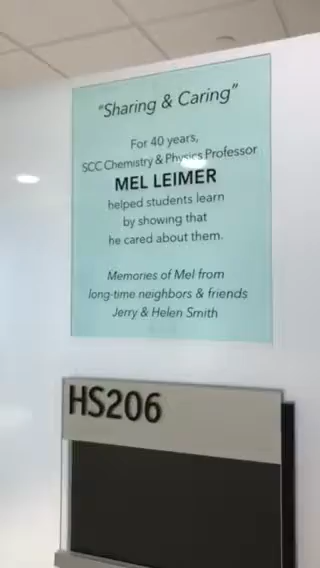 "Sharing & Caring"
For 40 years,
SCC Chemistry & Physics Professor
MEL LEIMER
helped students learn
by showing that
he cared about them.
Memories of Mel from
long-time neighbors & friends
Jerry & Helen Smith
HS206